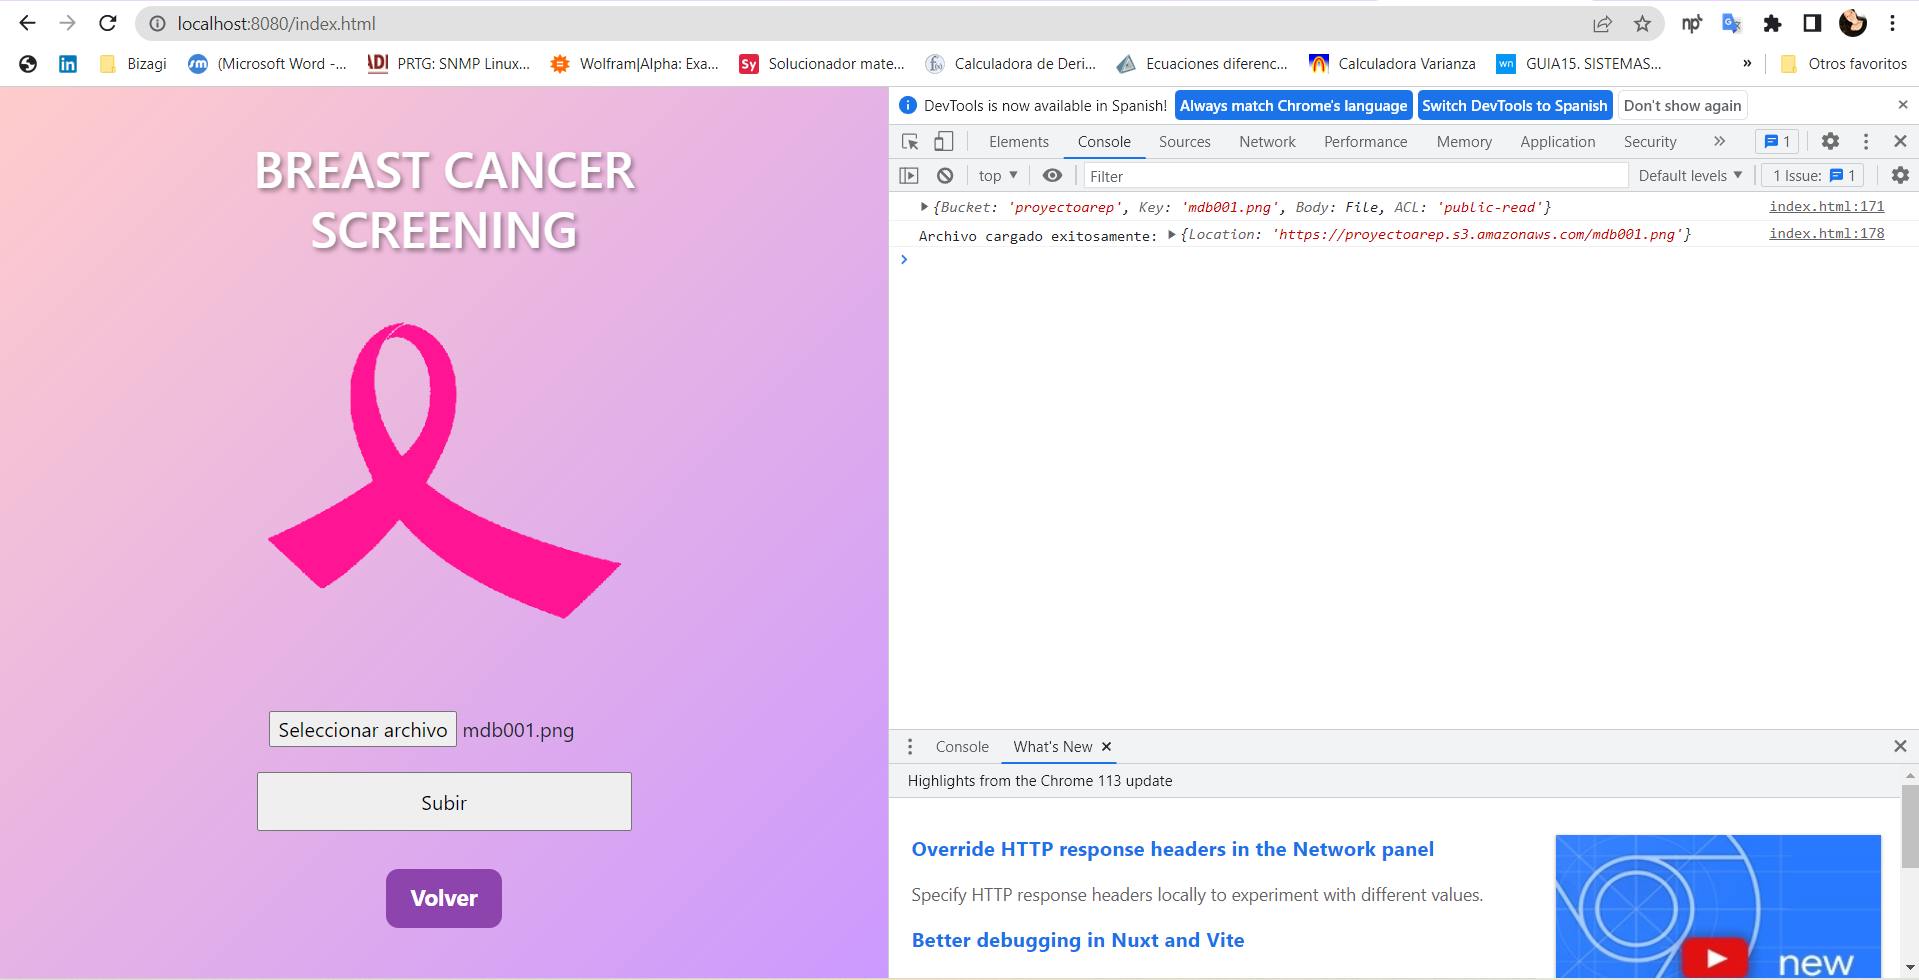 localhost:8080/index.html
Bizagi (Microsoft Word -... PRTG: SNMP Linux... Wolfram|Alpha: Exa... Sy Solucionador mate... Calculadora de Deri... Ecuaciones diferenc... Calculadora Varianza wn GUIA15. SISTEMAS... » Otros favoritos
BREAST CANCER
SCREENING
Seleccionar archivo mdb001.png
Subir
Volver
DevTools is now available in Spanish! Always match Chrome's language Switch DevTools to Spanish Don't show again
Elements Console Sources Network Performance Memory Application Security » 1
top Filter Default levels 1 Issue: 1
{Bucket: 'proyectoarep', Key: 'mdb001.png', Body: File, ACL: 'public-read'} index.html:171
Archivo cargado exitosamente: {Location: 'https://proyectoarep.s3.amazonaws.com/mdb001.png'} index.html:178
Console What's New
Highlights from the Chrome 113 update
Override HTTP response headers in the Network panel
Specify HTTP response headers locally to experiment with different values.
Better debugging in Nuxt and Vite
new